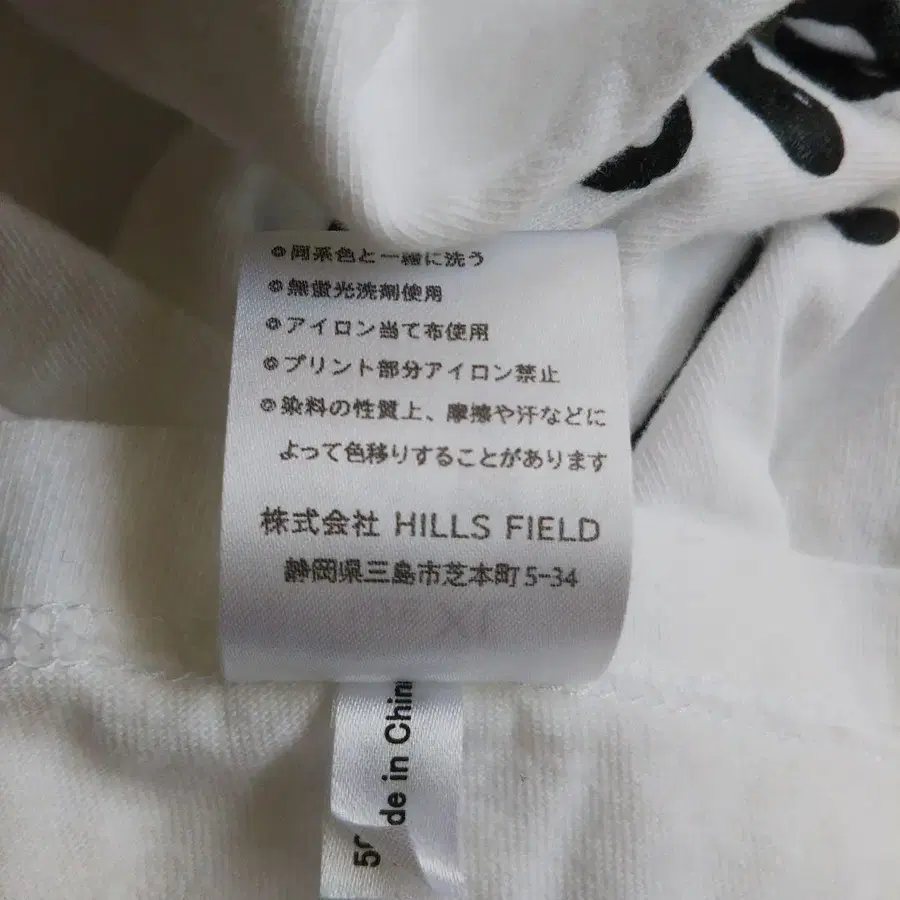 ◎同系色と一緒に洗う
◎無蛍光洗剤使用
◎アイロン当て布使用
◎プリント部分アイロン禁止
◎染料の性質上、摩擦や汗などに
よって色移りすることがあります
株式会社 HILLS FIELD
静岡県三島市芝本町5-34
de in Chin
50